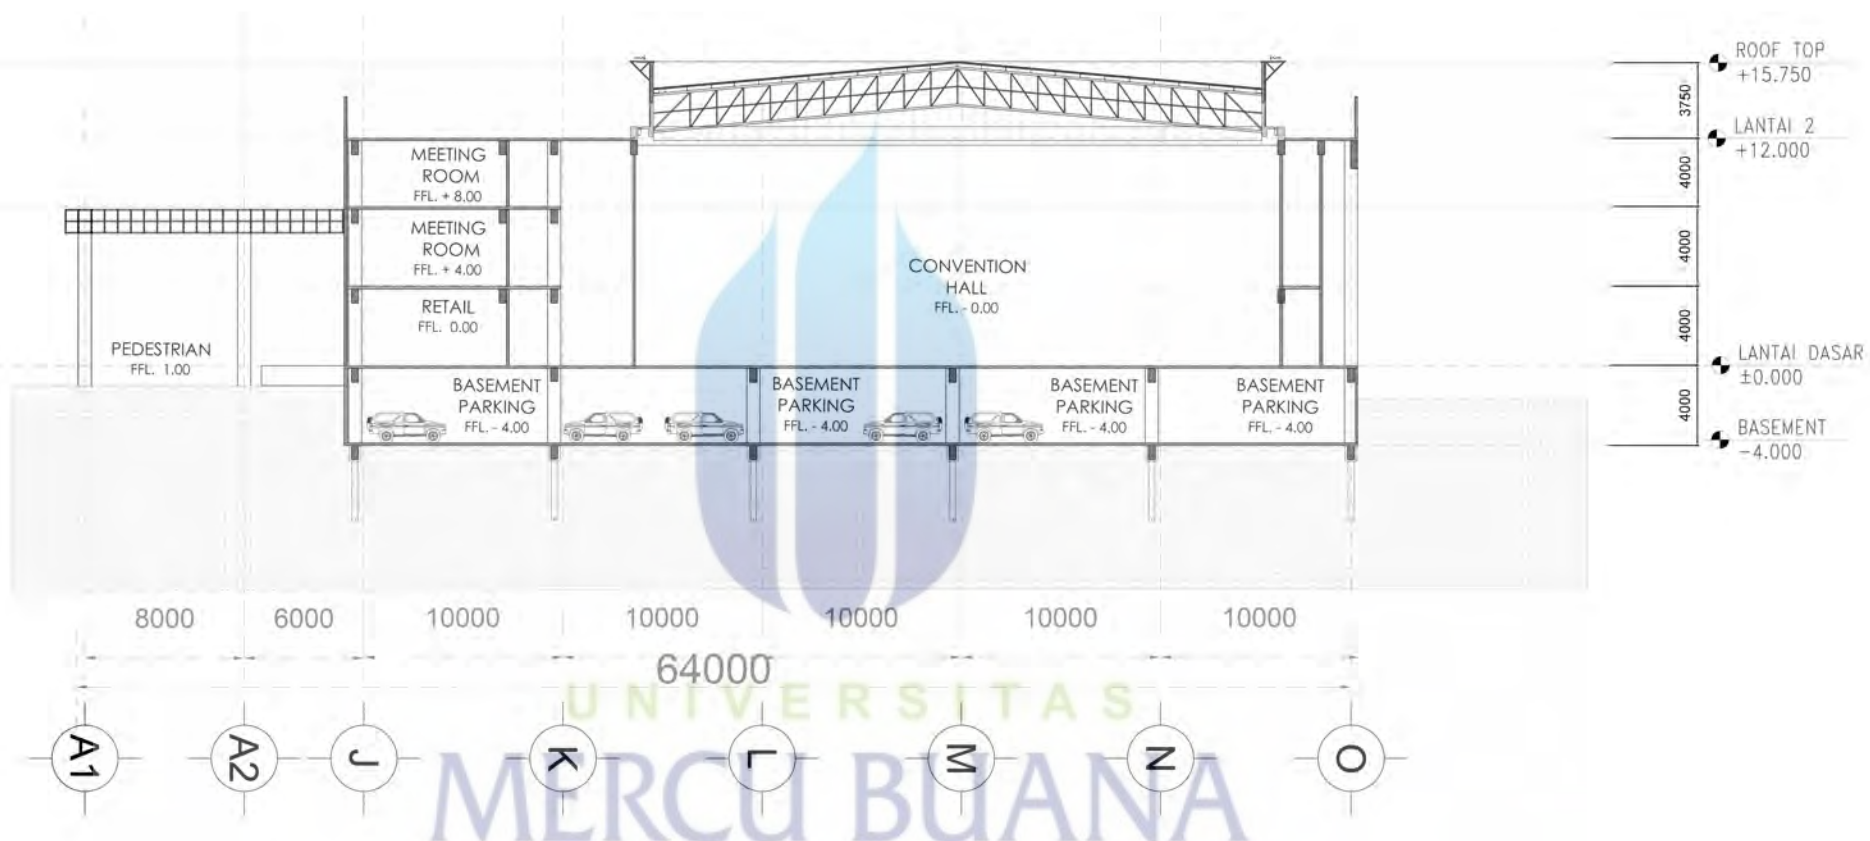 ROOF TOP
+15.750
3750
LANTAI 2
+12.000
MEETING
ROOM
FFL. + 8.00
4000
MEETING
ROOM
FFL. + 4.00
4000
CONVENTION
HALL
FFL. - 0.00
RETAIL
FFL. 0.00
4000
PEDESTRIAN
FFL. 1.00
LANTAI DASAR
±0.000
BASEMENT
PARKING
FFL. - 4.00
BASEMENT
PARKING
FFL. - 4.00
BASEMENT
PARKING
FFL. - 4.00
BASEMENT
PARKING
FFL. - 4.00
4000
BASEMENT
-4.000
8000 6000 10000 10000 10000 10000 10000
64000
UNIVERSITAS
A1 A2 J K L M N O
MERCU BUANA